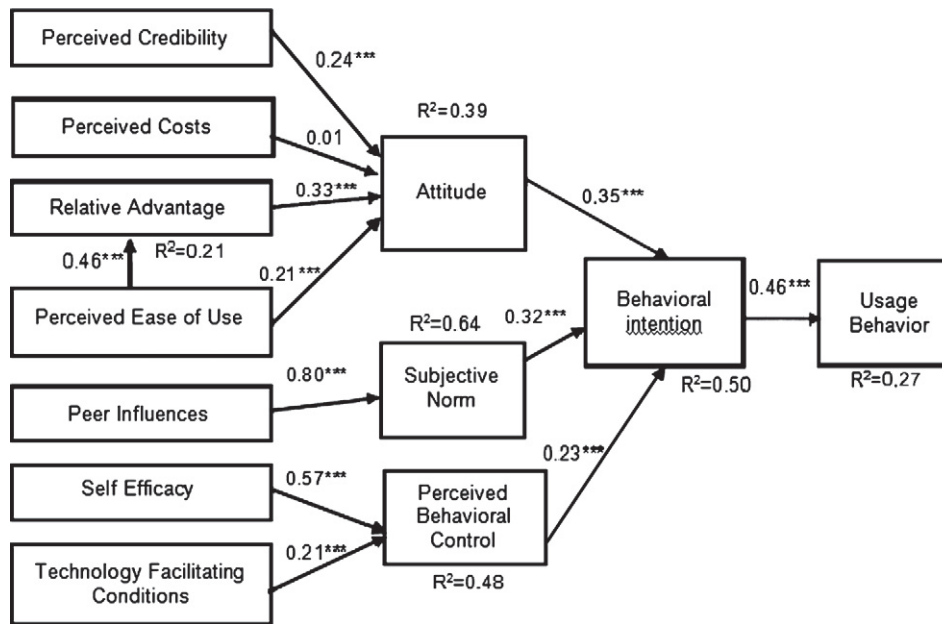 Perceived Credibility
0.24***
R²=0.39
Perceived Costs
0.01
Attitude
Relative Advantage
0.33***
0.35***
R²=0.21
0.46***
0.21***
Perceived Ease of Use
Behavioral
intention
0.46***
Usage
Behavior
R²=0.64
0.32***
0.80***
Subjective
Norm
R²=0.50
R²=0.27
Peer Influences
0.23***
Self Efficacy
0.57***
Perceived
Behavioral
Control
0.21***
Technology Facilitating
Conditions
R²=0.48